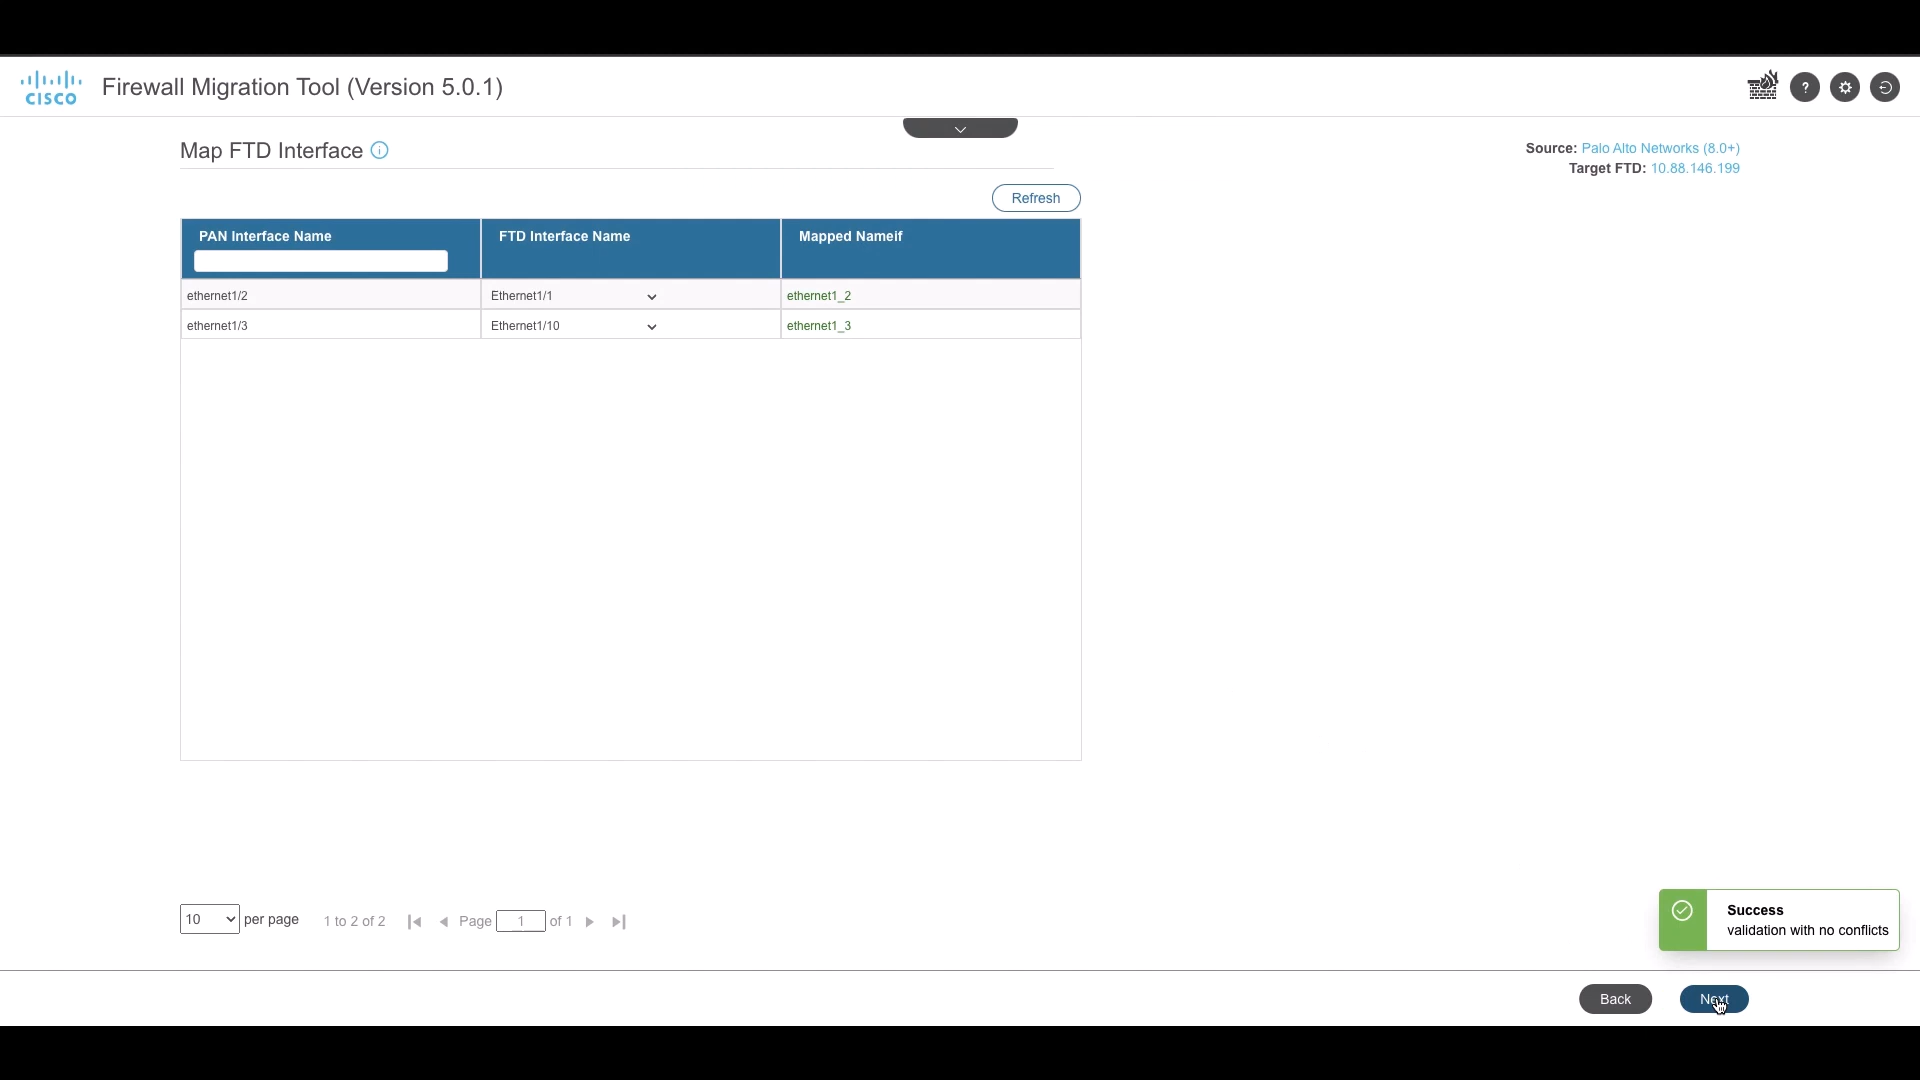 CISCO
Firewall Migration Tool (Version 5.0.1)
?
Map FTD Interface i
Source: Palo Alto Networks (8.0+)
Target FTD: 10.88.146.199
Refresh
PAN Interface Name FTD Interface Name Mapped Nameif
ethernet1/2 Ethernet1/1 ethernet1_2
ethernet1/3 Ethernet1/10 ethernet1_3
10 per page 1 to 2 of 2 Page 1 of 1
Success
validation with no conflicts
Back Next